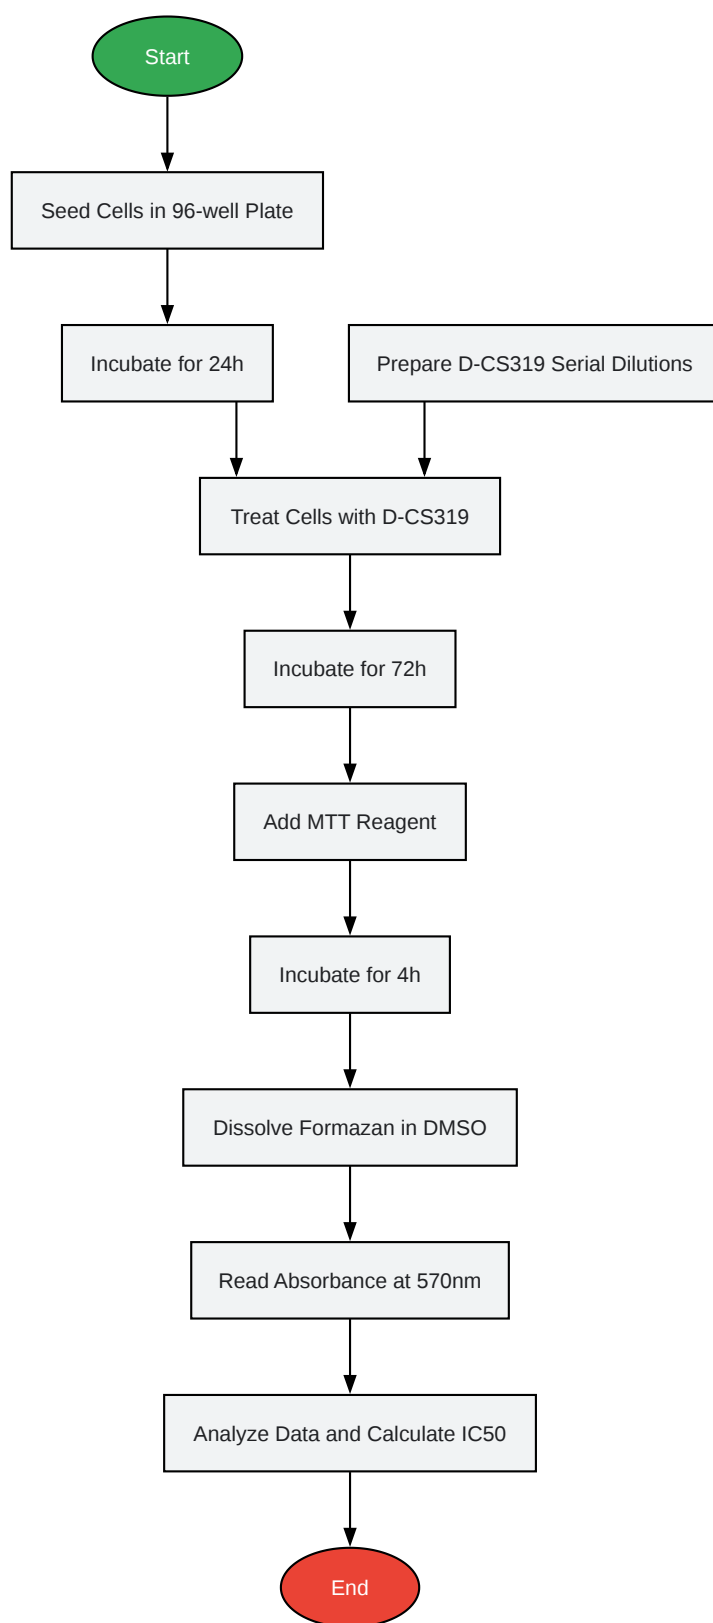 Start
Seed Cells in 96-well Plate
Incubate for 24h
Prepare D-CS319 Serial Dilutions
Treat Cells with D-CS319
Incubate for 72h
Add MTT Reagent
Incubate for 4h
Dissolve Formazan in DMSO
Read Absorbance at 570nm
Analyze Data and Calculate IC50
End